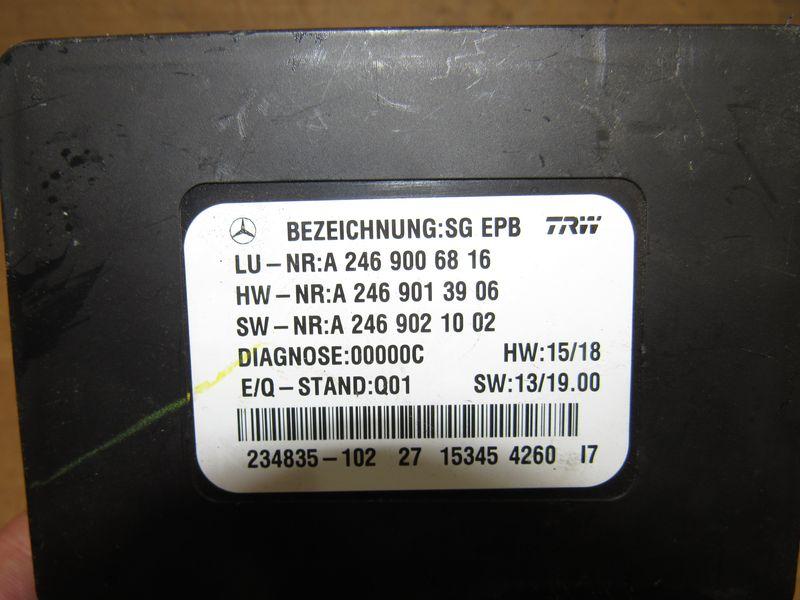 BEZEICHNUNG:SG EPB TRW
LU-NR:A 246 900 68 16
HW-NR:A 246 901 39 06
SW-NR:A 246 902 10 02
DIAGNOSE:00000C HW:15/18
E/Q-STAND:Q01 SW:13/19.00
234835-102 27 15345 4260 I7